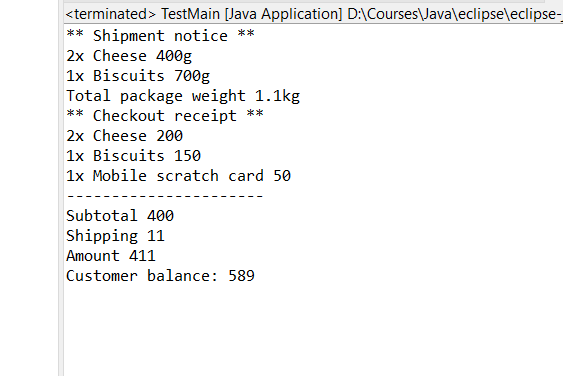 <terminated> TestMain [Java Application] D:\Courses\Java\eclipse\eclipse-
** Shipment notice **
2x Cheese 400g
1x Biscuits 700g
Total package weight 1.1kg
** Checkout receipt **
2x Cheese 200
1x Biscuits 150
1x Mobile scratch card 50
----------------------
Subtotal 400
Shipping 11
Amount 411
Customer balance: 589